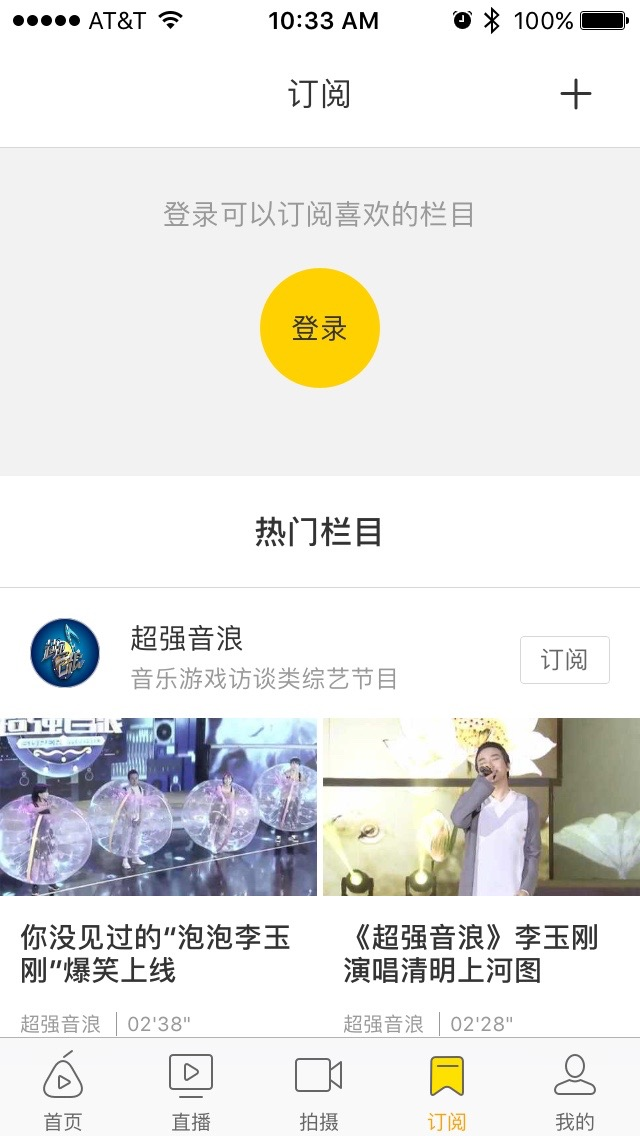 AT&T 10:33 AM 100%
订阅
登录可以订阅喜欢的栏目
登录
热门栏目
超强音浪
音乐游戏访谈类综艺节目
订阅
你没见过的“泡泡李玉
刚”爆笑上线
超强音浪 02'38"
《超强音浪》李玉刚
演唱清明上河图
超强音浪 02'28"
首页 直播 拍摄 订阅 我的